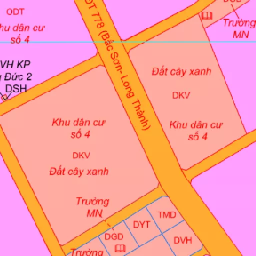 ODT
Khu dân cư
số 4
ĐT 778 (Bắc Sơn- Long Thành)
Trường
MN
VH KP
Đức 2
DSH
Đất cây xanh
DKV
Khu dân cư
số 4
Khu dân cư
số 4
DKV
Đất cây xanh
Trường
MN
TMD
DYT
DGD
DVH
Trường